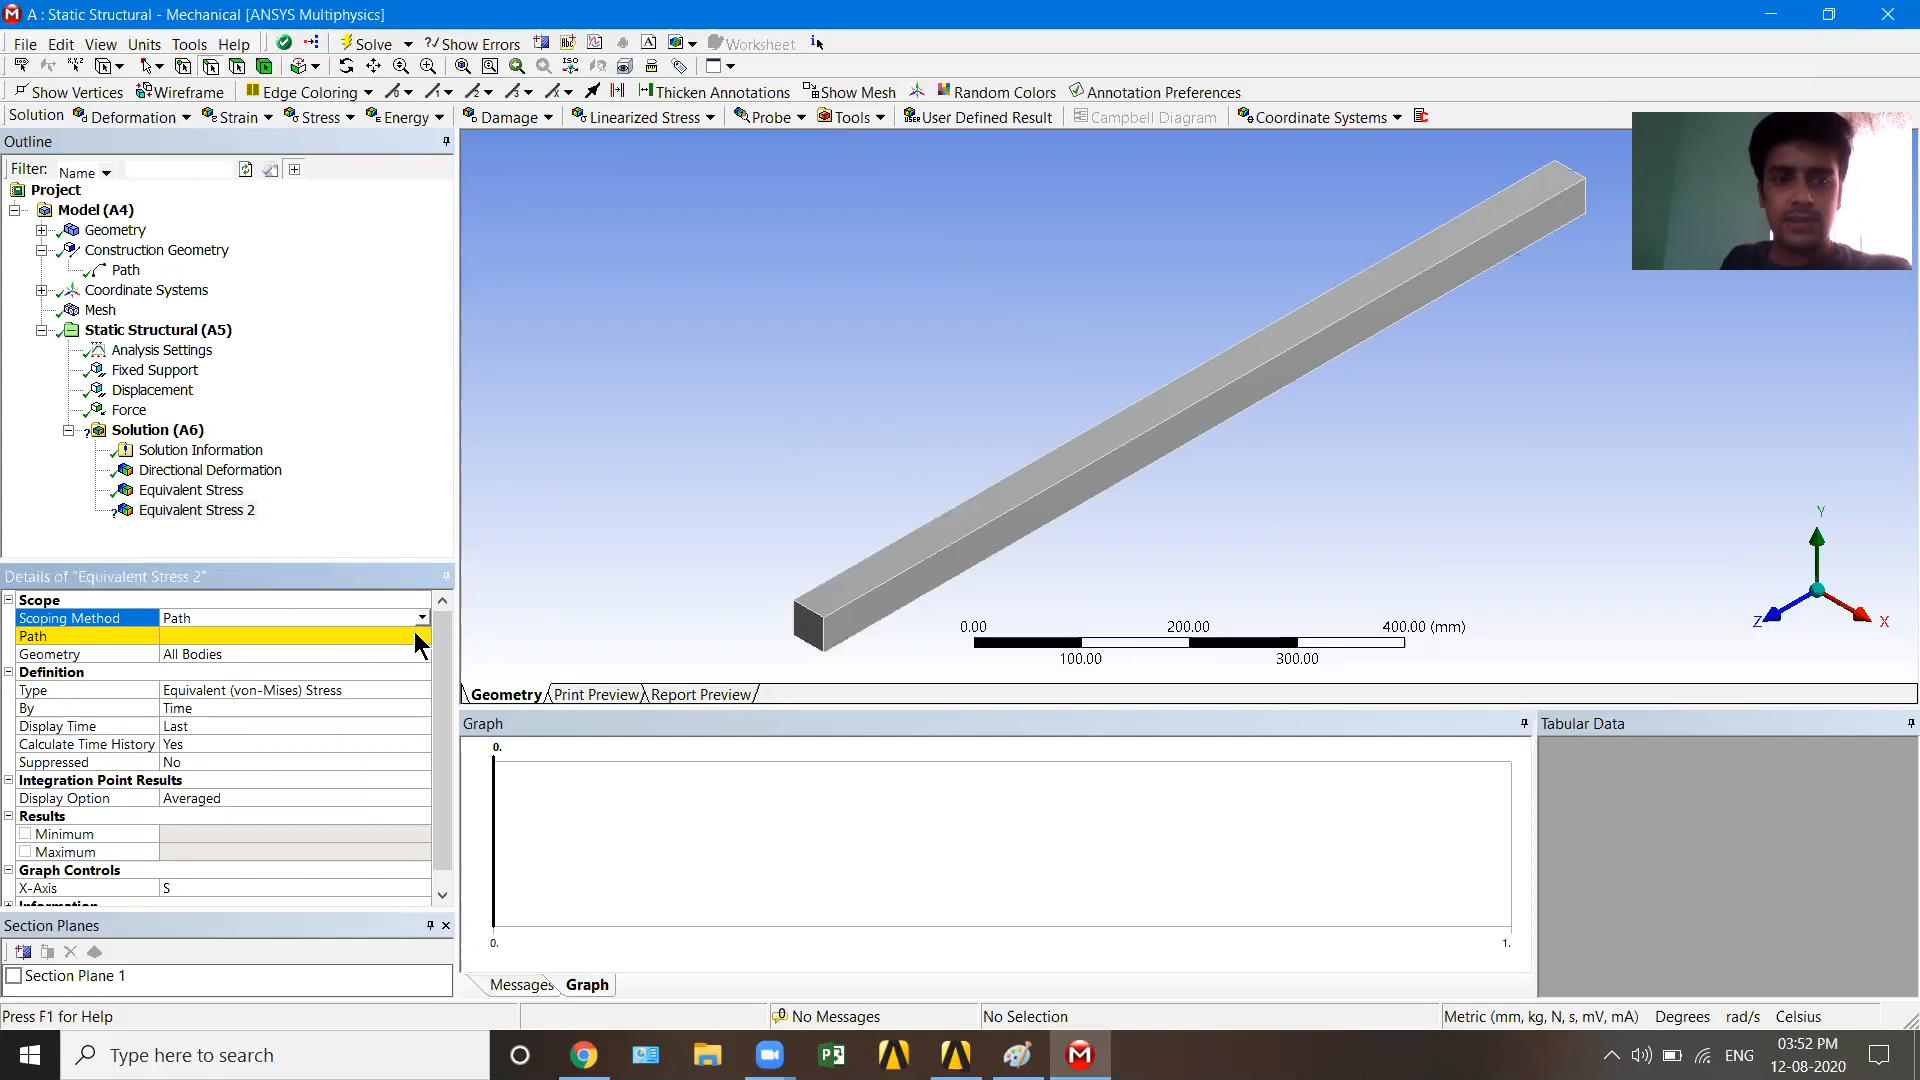 A : Static Structural - Mechanical [ANSYS Multiphysics]
File Edit View Units Tools Help Solve Show Errors Worksheet
Show Vertices Wireframe Edge Coloring Thicken Annotations Show Mesh Random Colors Annotation Preferences
Solution Deformation Strain Stress Energy Damage Linearized Stress Probe Tools User Defined Result Campbell Diagram Coordinate Systems
Outline
Filter: Name
Project
Model (A4)
Geometry
Construction Geometry
Path
Coordinate Systems
Mesh
Static Structural (A5)
Analysis Settings
Fixed Support
Displacement
Force
Solution (A6)
Solution Information
Directional Deformation
Equivalent Stress
Equivalent Stress 2
Details of "Equivalent Stress 2"
Scope
Scoping Method Path
Path
Geometry All Bodies
Definition
Type Equivalent (von-Mises) Stress
By Time
Display Time Last
Calculate Time History Yes
Suppressed No
Integration Point Results
Display Option Averaged
Results
Minimum
Maximum
Graph Controls
X-Axis S
Information
Section Planes
Section Plane 1
Y
Z X
0.00 200.00 400.00 (mm)
100.00 300.00
Geometry Print Preview Report Preview
Graph
0.
0. 1.
Messages Graph
Tabular Data
Press F1 for Help No Messages No Selection Metric (mm, kg, N, s, mV, mA) Degrees rad/s Celsius
Type here to search
ENG
03:52 PM
12-08-2020